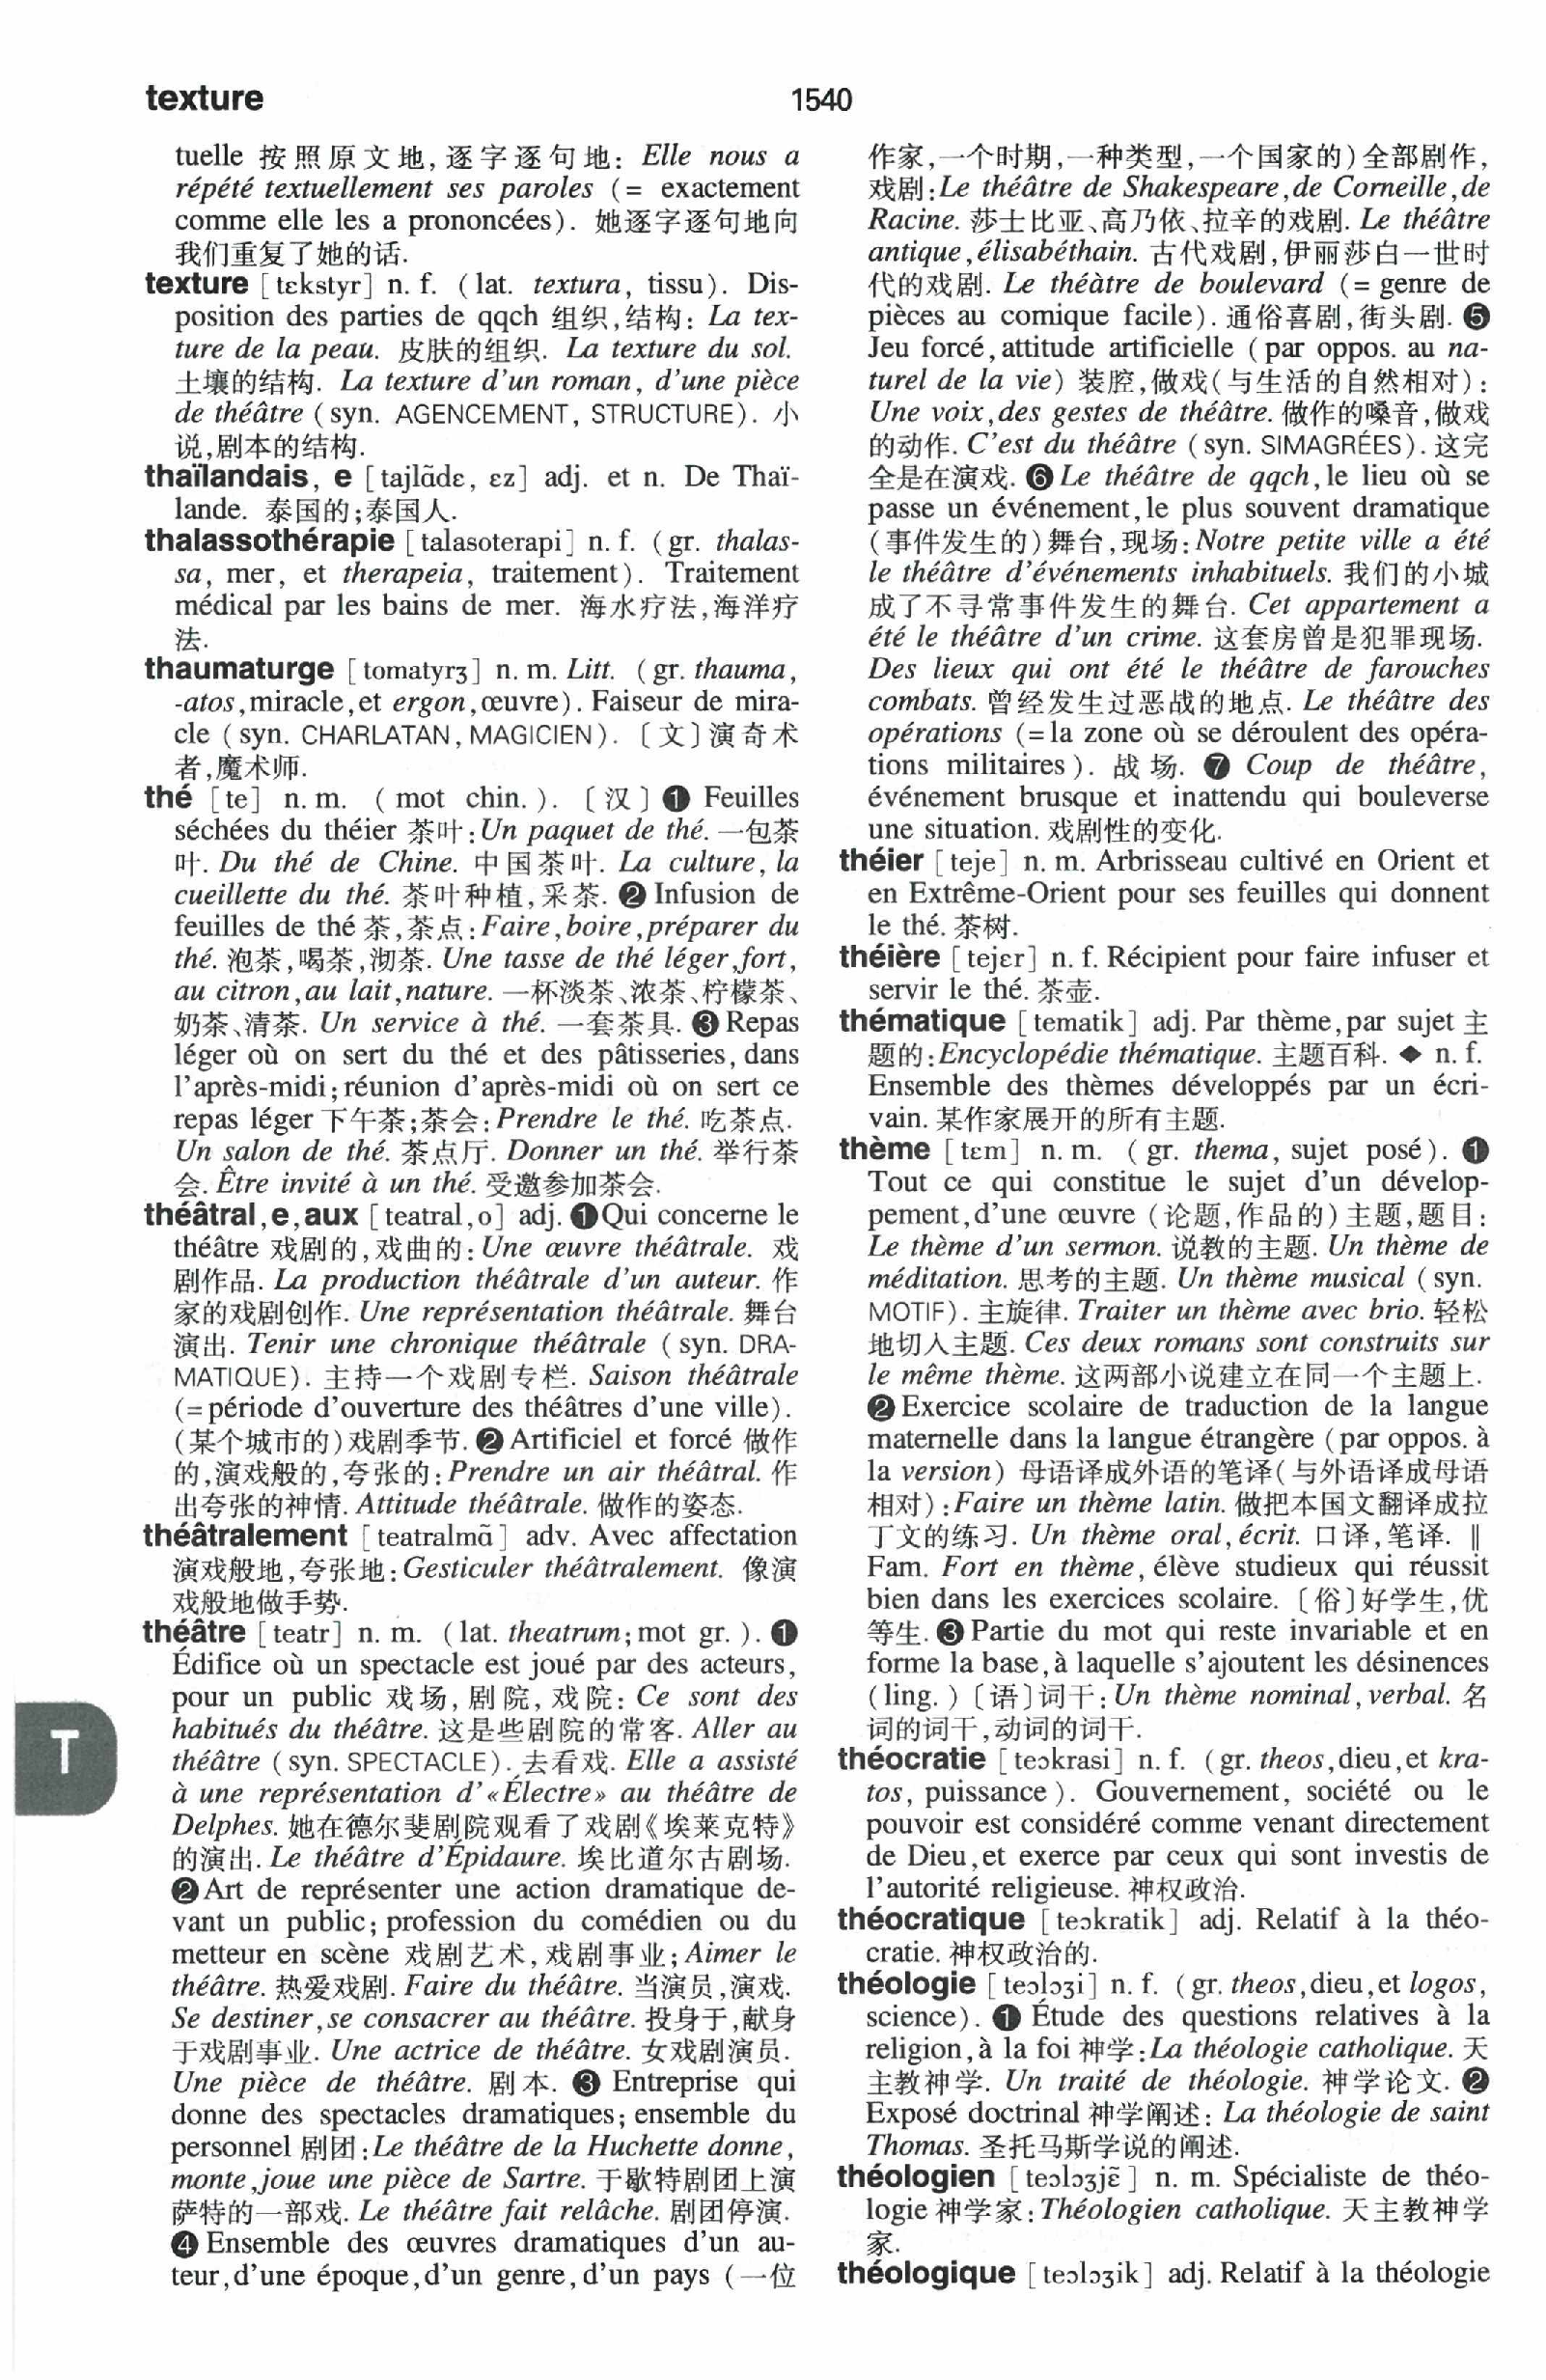 texture
1540
tuelle 按照原文地,逐字逐句地: Elle nous a
répété textuellement ses paroles (= exactement
comme elle les a prononcées). 她逐字逐句地向
我们重复了她的话.
texture [tɛkstyr] n. f. (lat. textura, tissu). Dis-
position des parties de qqch 组织,结构: La tex-
ture de la peau. 皮肤的组织. La texture du sol.
土壤的结构. La texture d'un roman, d'une pièce
de théâtre (syn. AGENCEMENT, STRUCTURE). 小
说,剧本的结构.
thaïlandais, e [tajlɑ̃dɛ, ɛz] adj. et n. De Thaï-
lande. 泰国的;泰国人.
thalassothérapie [talasoterapi] n. f. (gr. thalas-
sa, mer, et therapeia, traitement). Traitement
médical par les bains de mer. 海水疗法,海洋疗
法.
thaumaturge [tomatyrʒ] n. m. Litt. (gr. thauma,
-atos, miracle, et ergon, œuvre). Faiseur de mira-
cle (syn. CHARLATAN, MAGICIEN). 〔文〕演奇术
者,魔术师.
thé [te] n. m. (mot chin.). 〔汉〕❶ Feuilles
séchées du théier 茶叶: Un paquet de thé. 一包茶
叶. Du thé de Chine. 中国茶叶. La culture, la
cueillette du thé. 茶叶种植,采茶. ❷ Infusion de
feuilles de thé 茶,茶点: Faire, boire, préparer du
thé. 泡茶,喝茶,沏茶. Une tasse de thé léger, fort,
au citron, au lait, nature. 一杯淡茶、浓茶、柠檬茶、
奶茶、清茶. Un service à thé. 一套茶具. ❸ Repas
léger où on sert du thé et des pâtisseries, dans
l'après-midi; réunion d'après-midi où on sert ce
repas léger 下午茶;茶会: Prendre le thé. 吃茶点.
Un salon de thé. 茶点厅. Donner un thé. 举行茶
会. Être invité à un thé. 受邀参加茶会.
théâtral, e, aux [teatral, o] adj. ❶ Qui concerne le
théâtre 戏剧的,戏曲的: Une œuvre théâtrale. 戏
剧作品. La production théâtrale d'un auteur. 作
家的戏剧创作. Une représentation théâtrale. 舞台
演出. Tenir une chronique théâtrale (syn. DRA-
MATIQUE). 主持一个戏剧专栏. Saison théâtrale
(= période d'ouverture des théâtres d'une ville).
(某个城市的)戏剧季节. ❷ Artificiel et forcé 做作
的,演戏般的,夸张的: Prendre un air théâtral. 作
出夸张的神情. Attitude théâtrale. 做作的姿态.
théâtralement [teatralmɑ̃] adv. Avec affectation
演戏般地,夸张地: Gesticuler théâtralement. 像演
戏般地做手势.
théâtre [teatr] n. m. (lat. theatrum; mot gr.). ❶
Édifice où un spectacle est joué par des acteurs,
pour un public 戏场,剧院,戏院: Ce sont des
habitués du théâtre. 这是些剧院的常客. Aller au
théâtre (syn. SPECTACLE). 去看戏. Elle a assisté
à une représentation d'«Électre» au théâtre de
Delphes. 她在德尔斐剧院观看了戏剧《埃莱克特》
的演出. Le théâtre d'Épidaure. 埃比道尔古剧场.
❷ Art de représenter une action dramatique de-
vant un public; profession du comédien ou du
metteur en scène 戏剧艺术,戏剧事业; Aimer le
théâtre. 热爱戏剧. Faire du théâtre. 当演员,演戏.
Se destiner, se consacrer au théâtre. 投身于,献身
于戏剧事业. Une actrice de théâtre. 女戏剧演员.
Une pièce de théâtre. 剧本. ❸ Entreprise qui
donne des spectacles dramatiques; ensemble du
personnel 剧团: Le théâtre de la Huchette donne,
monte, joue une pièce de Sartre. 于歇特剧团上演
萨特的一部戏. Le théâtre fait relâche. 剧团停演.
❹ Ensemble des œuvres dramatiques d'un au-
teur, d'une époque, d'un genre, d'un pays (一位
作家,一个时期,一种类型,一个国家的)全部剧作,
戏剧: Le théâtre de Shakespeare, de Corneille, de
Racine. 莎士比亚、高乃依、拉辛的戏剧. Le théâtre
antique, élisabéthain. 古代戏剧,伊丽莎白一世时
代的戏剧. Le théàtre de boulevard (= genre de
pièces au comique facile). 通俗喜剧,街头剧. ❺
Jeu forcé, attitude artificielle (par oppos. au na-
turel de la vie) 装腔,做戏(与生活的自然相对):
Une voix, des gestes de théâtre. 做作的嗓音,做戏
的动作. C'est du théâtre (syn. SIMAGRÉES). 这完
全是在演戏. ❻ Le théâtre de qqch, le lieu où se
passe un événement, le plus souvent dramatique
(事件发生的)舞台,现场: Notre petite ville a été
le théâtre d'événements inhabituels. 我们的小城
成了不寻常事件发生的舞台. Cet appartement a
été le théâtre d'un crime. 这套房曾是犯罪现场.
Des lieux qui ont été le théâtre de farouches
combats. 曾经发生过恶战的地点. Le théâtre des
opérations (= la zone où se déroulent des opéra-
tions militaires). 战场. ❼ Coup de théâtre,
événement brusque et inattendu qui bouleverse
une situation. 戏剧性的变化.
théier [teje] n. m. Arbrisseau cultivé en Orient et
en Extrême-Orient pour ses feuilles qui donnent
le thé. 茶树.
théière [tejɛr] n. f. Récipient pour faire infuser et
servir le thé. 茶壶.
thématique [tematik] adj. Par thème, par sujet 主
题的: Encyclopédie thématique. 主题百科. ◆ n. f.
Ensemble des thèmes développés par un écri-
vain. 某作家展开的所有主题.
thème [tɛm] n. m. (gr. thema, sujet posé). ❶
Tout ce qui constitue le sujet d'un dévelop-
pement, d'une œuvre (论题,作品的)主题,题目:
Le thème d'un sermon. 说教的主题. Un thème de
méditation. 思考的主题. Un thème musical (syn.
MOTIF). 主旋律. Traiter un thème avec brio. 轻松
地切入主题. Ces deux romans sont construits sur
le même thème. 这两部小说建立在同一个主题上.
❷ Exercice scolaire de traduction de la langue
maternelle dans la langue étrangère (par oppos. à
la version) 母语译成外语的笔译(与外语译成母语
相对): Faire un thème latin. 做把本国文翻译成拉
丁文的练习. Un thème oral, écrit. 口译,笔译. ‖
Fam. Fort en thème, élève studieux qui réussit
bien dans les exercices scolaire. 〔俗〕好学生,优
等生. ❸ Partie du mot qui reste invariable et en
forme la base, à laquelle s'ajoutent les désinences
(ling.) 〔语〕词干: Un thème nominal, verbal. 名
词的词干,动词的词干.
théocratie [teɔkrasi] n. f. (gr. theos, dieu, et kra-
tos, puissance). Gouvernement, société ou le
pouvoir est considéré comme venant directement
de Dieu, et exerce par ceux qui sont investis de
l'autorité religieuse. 神权政治.
théocratique [teɔkratik] adj. Relatif à la théo-
cratie. 神权政治的.
théologie [teɔlɔʒi] n. f. (gr. theos, dieu, et logos,
science). ❶ Étude des questions relatives à la
religion, à la foi 神学: La théologie catholique. 天
主教神学. Un traité de théologie. 神学论文. ❷
Exposé doctrinal 神学阐述: La théologie de saint
Thomas. 圣托马斯学说的阐述.
théologien [teɔlɔʒjɛ̃] n. m. Spécialiste de théo-
logie 神学家: Théologien catholique. 天主教神学
家.
théologique [teɔlɔʒik] adj. Relatif à la théologie
T